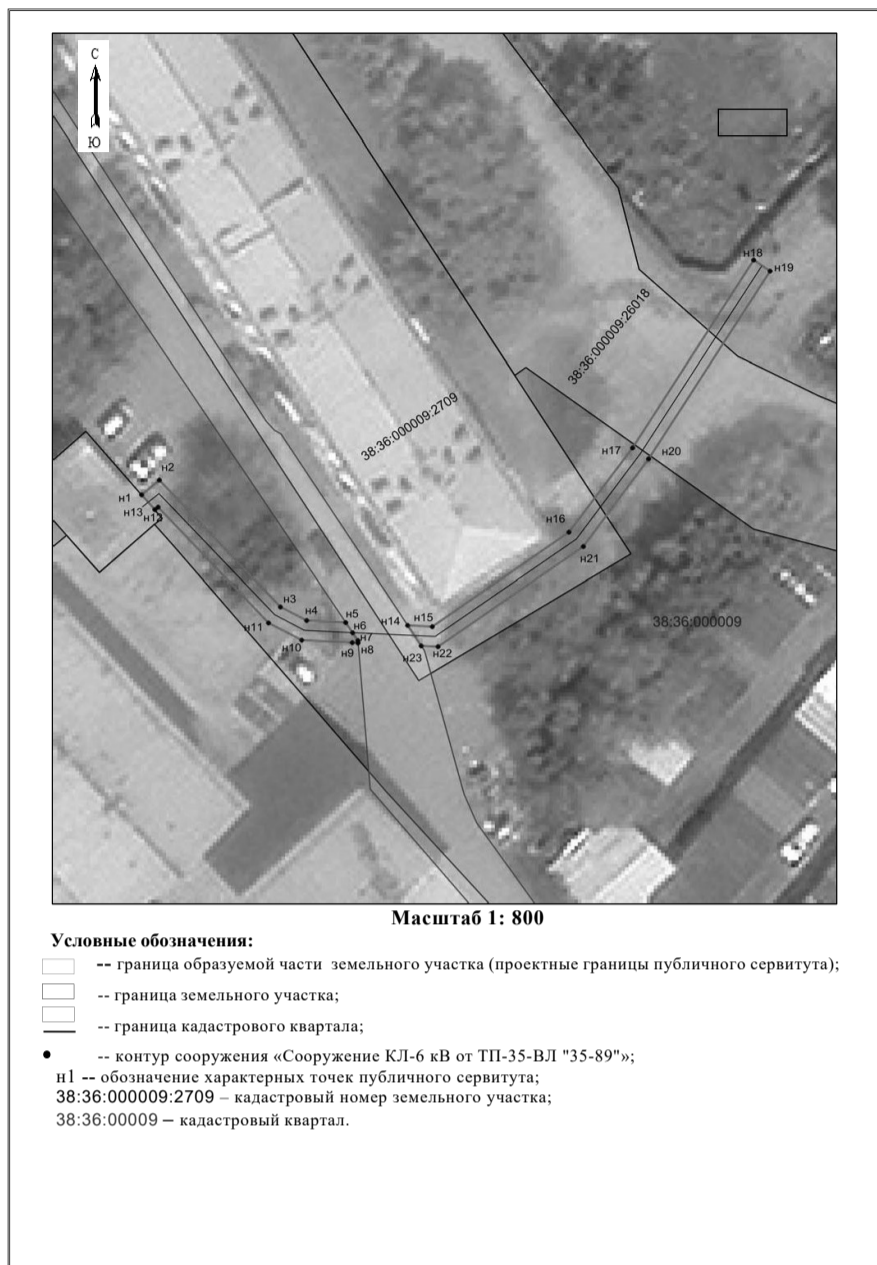 С
Ю
н18
н19
38:36:000009:26018
38:36:000009:2709
н17
н20
н2
н1
н13
н12
н16
н21
н3
н4
н5
н14
н15
н11
н6
н7
н10
н9
н8
н23
н22
38:36:000009
Масштаб 1: 800
Условные обозначения:
-- граница образуемой части земельного участка (проектные границы публичного сервитута);
-- граница земельного участка;
-- граница кадастрового квартала;
-- контур сооружения «Сооружение КЛ-6 кВ от ТП-35-ВЛ "35-89"»;
н1 -- обозначение характерных точек публичного сервитута;
38:36:000009:2709 – кадастровый номер земельного участка;
38:36:00009 – кадастровый квартал.